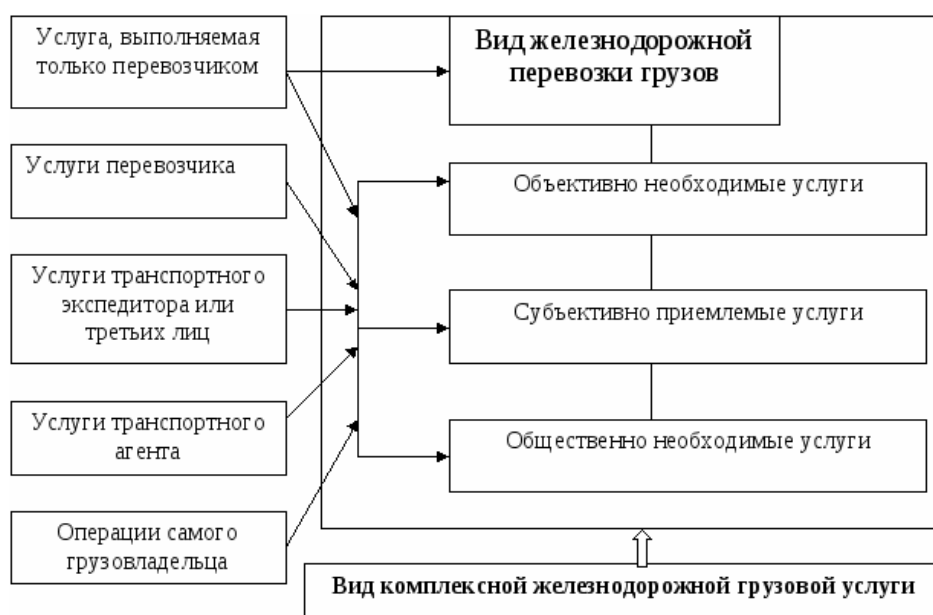 Услуга, выполняемая
только перевозчиком
Услуги перевозчика
Услуги транспортного
экспедитора или
третьих лиц
Услуги транспортного
агента
Операции самого
грузовладельца
Вид железнодорожной
перевозки грузов
Объективно необходимые услуги
Субъективно приемлемые услуги
Общественно необходимые услуги
Вид комплексной железнодорожной грузовой услуги